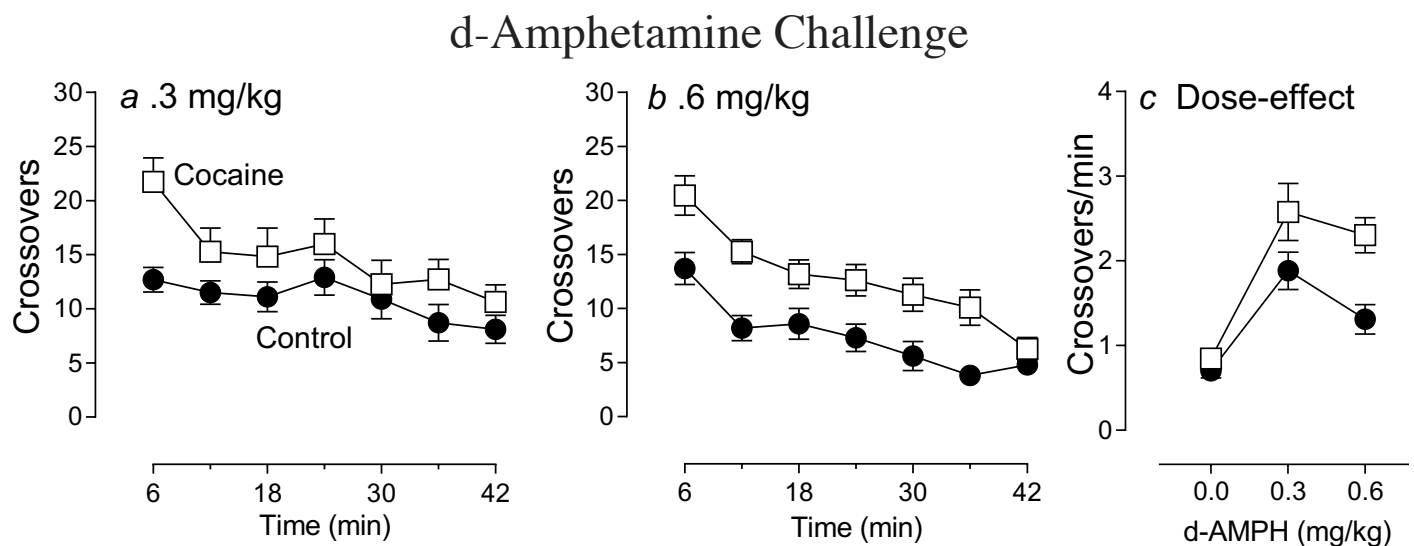 d-Amphetamine Challenge
a .3 mg/kg
30
25
20
15
10
5
0
Crossovers
Cocaine
Control
6
18
30
42
Time (min)
b .6 mg/kg
30
25
20
15
10
5
0
Crossovers
6
18
30
42
Time (min)
c Dose-effect
4
3
2
1
0
Crossovers/min
0.0
0.3
0.6
d-AMPH (mg/kg)